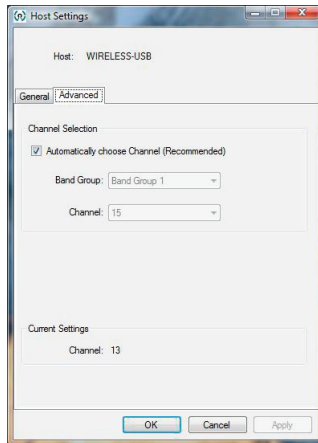 Host Settings
Host: WIRELESS-USB
General Advanced
Channel Selection
Automatically choose Channel (Recommended)
Band Group: Band Group 1
Channel: 15
Current Settings
Channel: 13
OK Cancel Apply